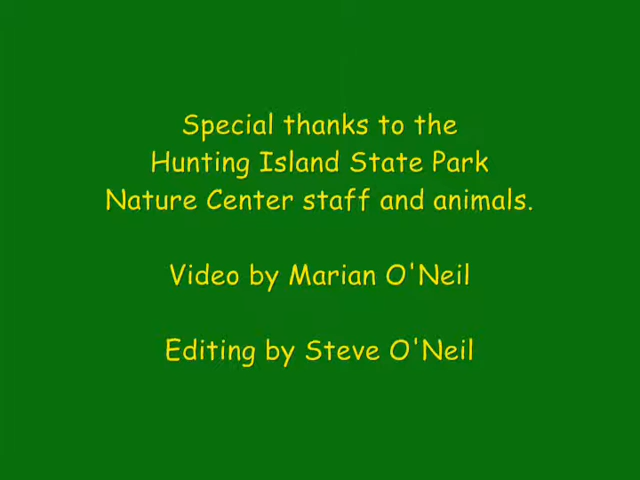 Special thanks to the
Hunting Island State Park
Nature Center staff and animals.
Video by Marian O'Neil
Editing by Steve O'Neil